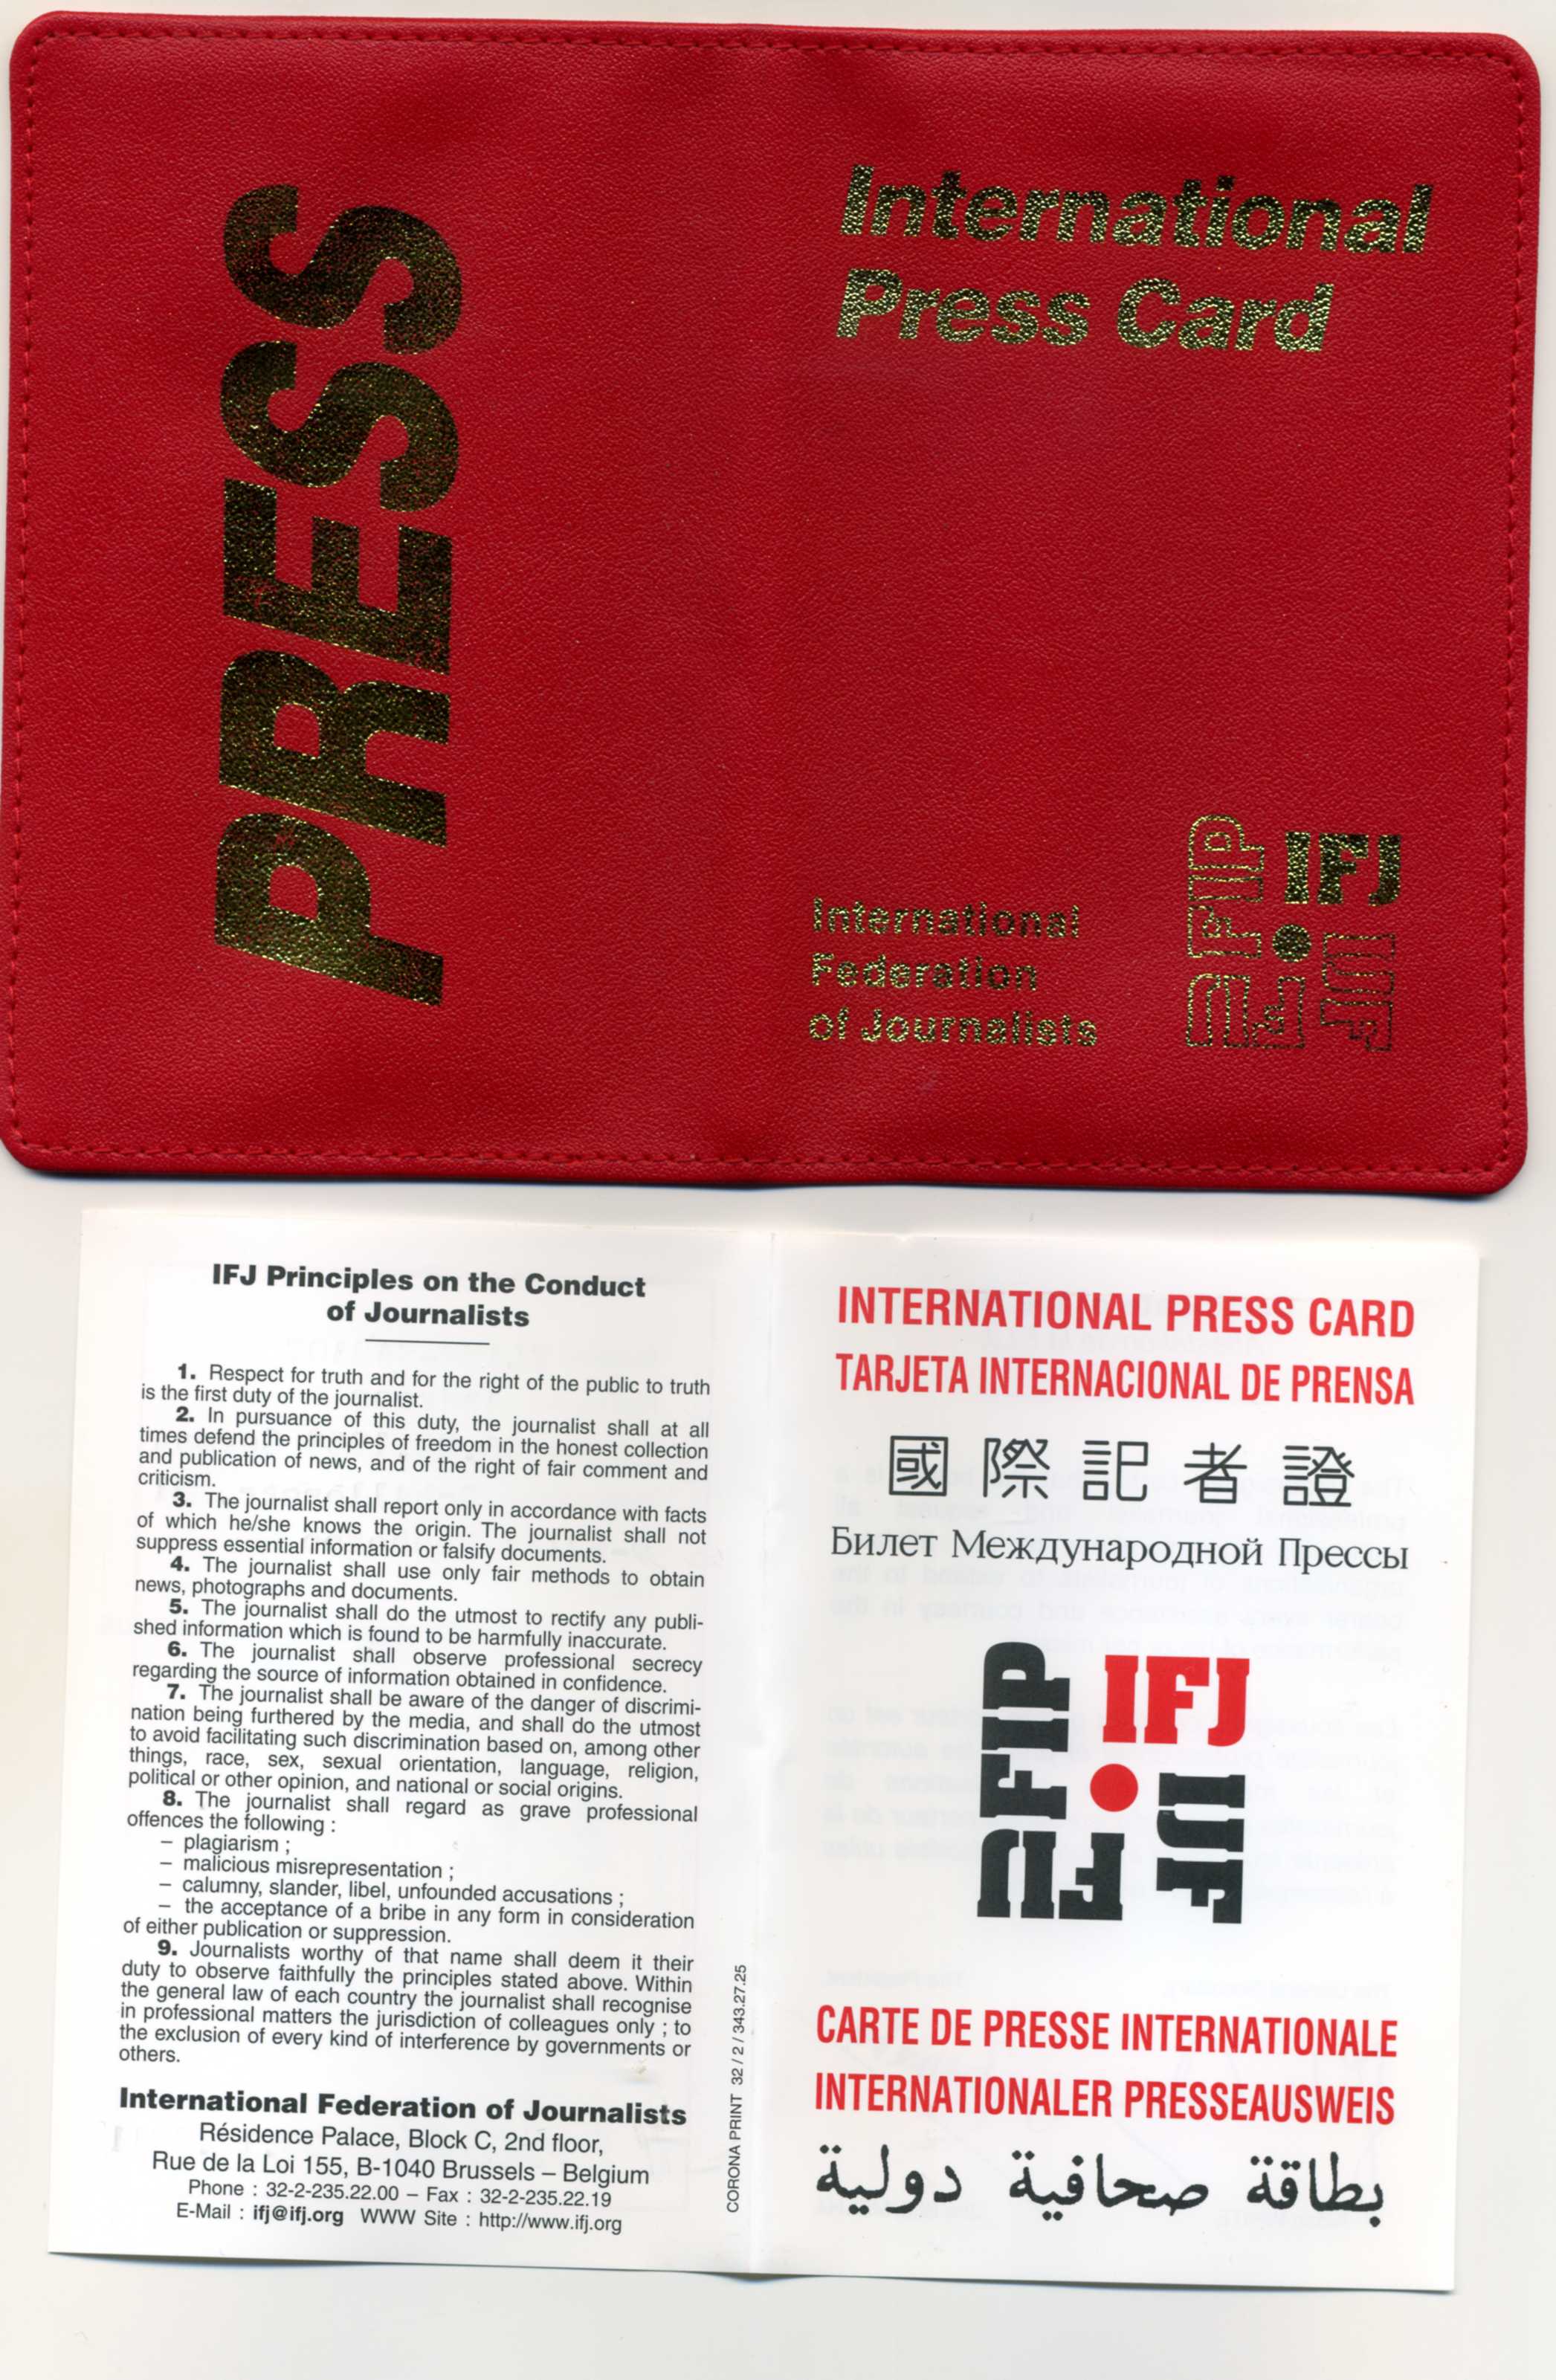 PRESS
International
Press Card
International
Federation
of Journalists
FIP IFJ
FIJ IJF
IFJ Principles on the Conduct
of Journalists
1. Respect for truth and for the right of the public to truth
is the first duty of the journalist.
2. In pursuance of this duty, the journalist shall at all
times defend the principles of freedom in the honest collection
and publication of news, and of the right of fair comment and
criticism.
3. The journalist shall report only in accordance with facts
of which he/she knows the origin. The journalist shall not
suppress essential information or falsify documents.
4. The journalist shall use only fair methods to obtain
news, photographs and documents.
5. The journalist shall do the utmost to rectify any publi-
shed information which is found to be harmfully inaccurate.
6. The journalist shall observe professional secrecy
regarding the source of information obtained in confidence.
7. The journalist shall be aware of the danger of discrimi-
nation being furthered by the media, and shall do the utmost
to avoid facilitating such discrimination based on, among other
things, race, sex, sexual orientation, language, religion,
political or other opinion, and national or social origins.
8. The journalist shall regard as grave professional
offences the following :
– plagiarism ;
– malicious misrepresentation ;
– calumny, slander, libel, unfounded accusations ;
– the acceptance of a bribe in any form in consideration
of either publication or suppression.
9. Journalists worthy of that name shall deem it their
duty to observe faithfully the principles stated above. Within
the general law of each country the journalist shall recognise
in professional matters the jurisdiction of colleagues only ; to
the exclusion of every kind of interference by governments or
others.
International Federation of Journalists
Résidence Palace, Block C, 2nd floor,
Rue de la Loi 155, B-1040 Brussels – Belgium
Phone : 32-2-235.22.00 – Fax : 32-2-235.22.19
E-Mail : ifj@ifj.org WWW Site : http://www.ifj.org
CORONA PRINT 32 / 2 / 343.27.25
INTERNATIONAL PRESS CARD
TARJETA INTERNACIONAL DE PRENSA
國際記者證
Билет Международной Прессы
FIP IFJ
FIJ IJF
CARTE DE PRESSE INTERNATIONALE
INTERNATIONALER PRESSEAUSWEIS
بطاقة صحافية دولية